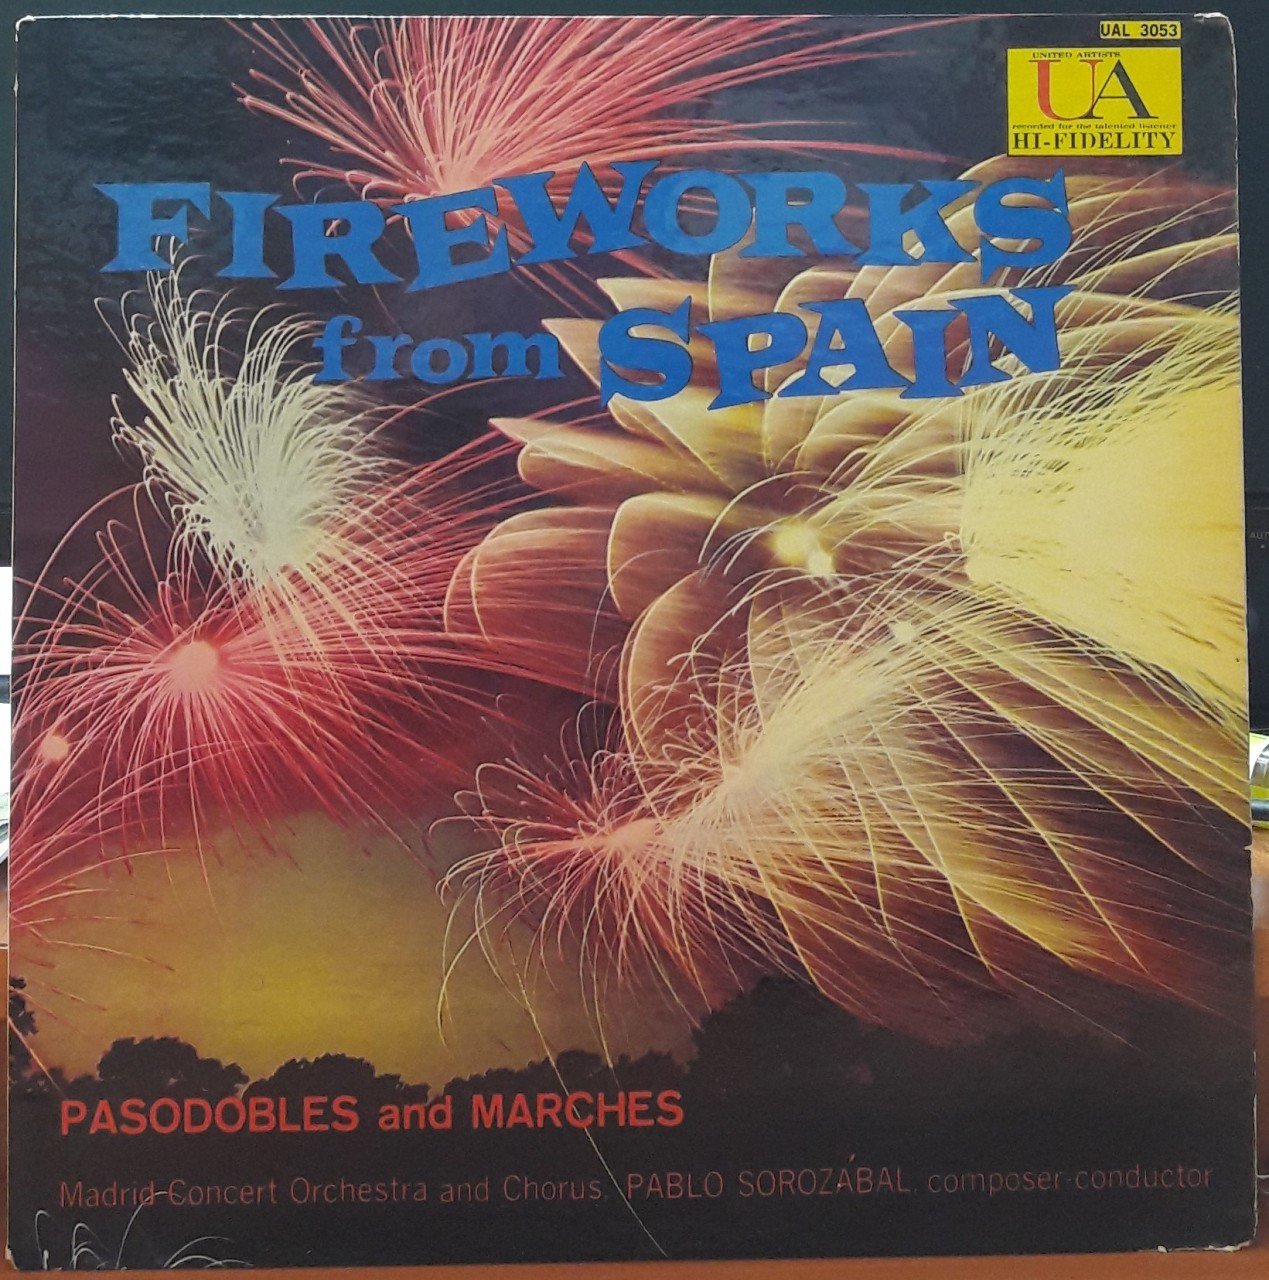 UAL 3053
UNITED ARTISTS
UA
recorded for the talented listener
HI-FIDELITY
FIREWORKS
from SPAIN
PASODOBLES and MARCHES
Madrid Concert Orchestra and Chorus, PABLO SOROZÁBAL, composer-conductor
AUT